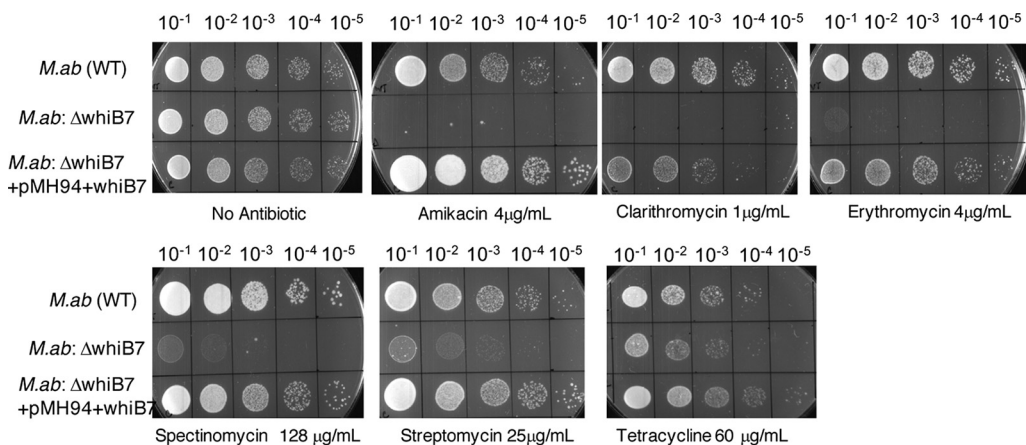 10⁻¹ 10⁻² 10⁻³ 10⁻⁴ 10⁻⁵ 10⁻¹ 10⁻² 10⁻³ 10⁻⁴ 10⁻⁵ 10⁻¹ 10⁻² 10⁻³ 10⁻⁴ 10⁻⁵ 10⁻¹ 10⁻² 10⁻³ 10⁻⁴ 10⁻⁵
M.ab (WT)
M.ab: ΔwhiB7
M.ab: ΔwhiB7
+pMH94+whiB7
No Antibiotic Amikacin 4μg/mL Clarithromycin 1μg/mL Erythromycin 4μg/mL
10⁻¹ 10⁻² 10⁻³ 10⁻⁴ 10⁻⁵ 10⁻¹ 10⁻² 10⁻³ 10⁻⁴ 10⁻⁵ 10⁻¹ 10⁻² 10⁻³ 10⁻⁴ 10⁻⁵
M.ab (WT)
M.ab: ΔwhiB7
M.ab: ΔwhiB7
+pMH94+whiB7
Spectinomycin 128 μg/mL Streptomycin 25μg/mL Tetracycline 60 μg/mL